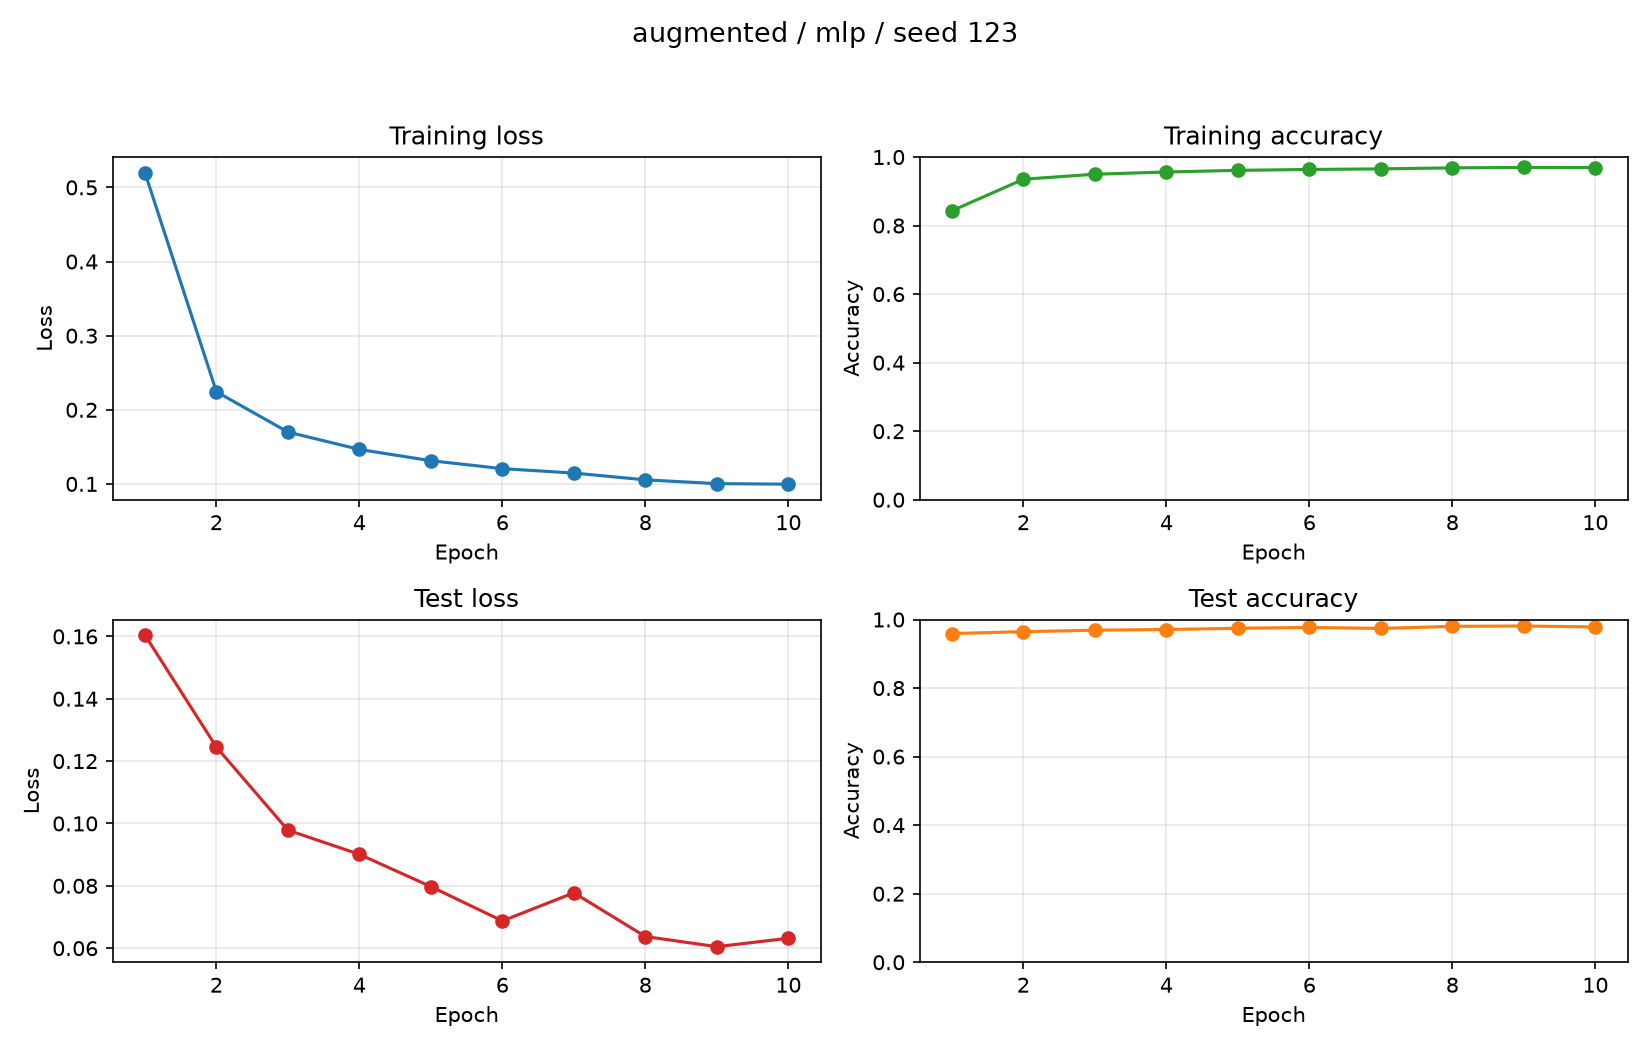 augmented / mlp / seed 123
Training loss
Loss
0.5
0.4
0.3
0.2
0.1
2 4 6 8 10
Epoch
Training accuracy
Accuracy
1.0
0.8
0.6
0.4
0.2
0.0
2 4 6 8 10
Epoch
Test loss
Loss
0.16
0.14
0.12
0.10
0.08
0.06
2 4 6 8 10
Epoch
Test accuracy
Accuracy
1.0
0.8
0.6
0.4
0.2
0.0
2 4 6 8 10
Epoch